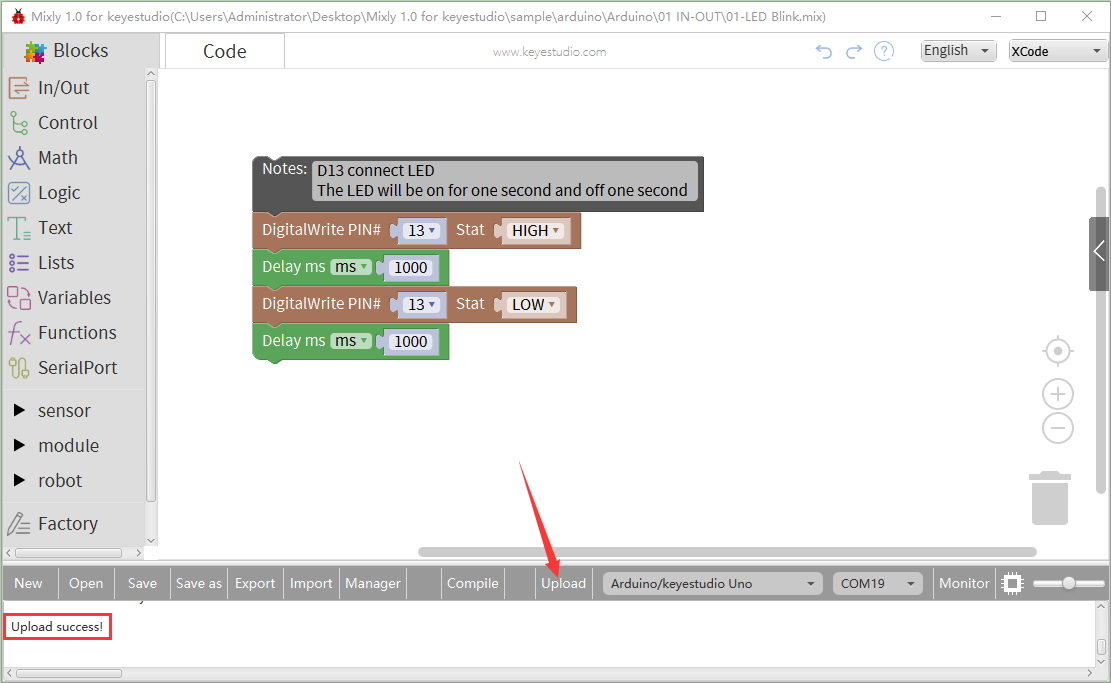 Mixly 1.0 for keyestudio(C:\Users\Administrator\Desktop\Mixly 1.0 for keyestudio\sample\arduino\Arduino\01 IN-OUT\01-LED Blink.mix)
Blocks
Code
www.keyestudio.com
?
English
XCode
In/Out
Control
Math
Logic
Text
Lists
Variables
Functions
SerialPort
sensor
module
robot
Factory
Notes: D13 connect LED
The LED will be on for one second and off one second
DigitalWrite PIN# 13 Stat HIGH
Delay ms ms 1000
DigitalWrite PIN# 13 Stat LOW
Delay ms ms 1000
New Open Save Save as Export Import Manager Compile Upload Arduino/keyestudio Uno COM19 Monitor
Upload success!